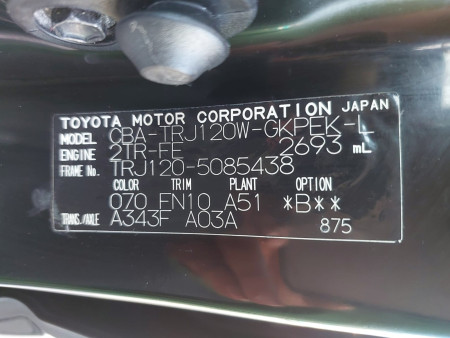 TOYOTA MOTOR CORPORATION JAPAN
MODEL CBA-TRJ120W-GKPEK-L
ENGINE 2TR-FE 2693 mL
FRAME No. TRJ120-5085438
COLOR TRIM PLANT OPTION
070 FN10 A51 *B**
TRANS./AXLE A343F A03A 875